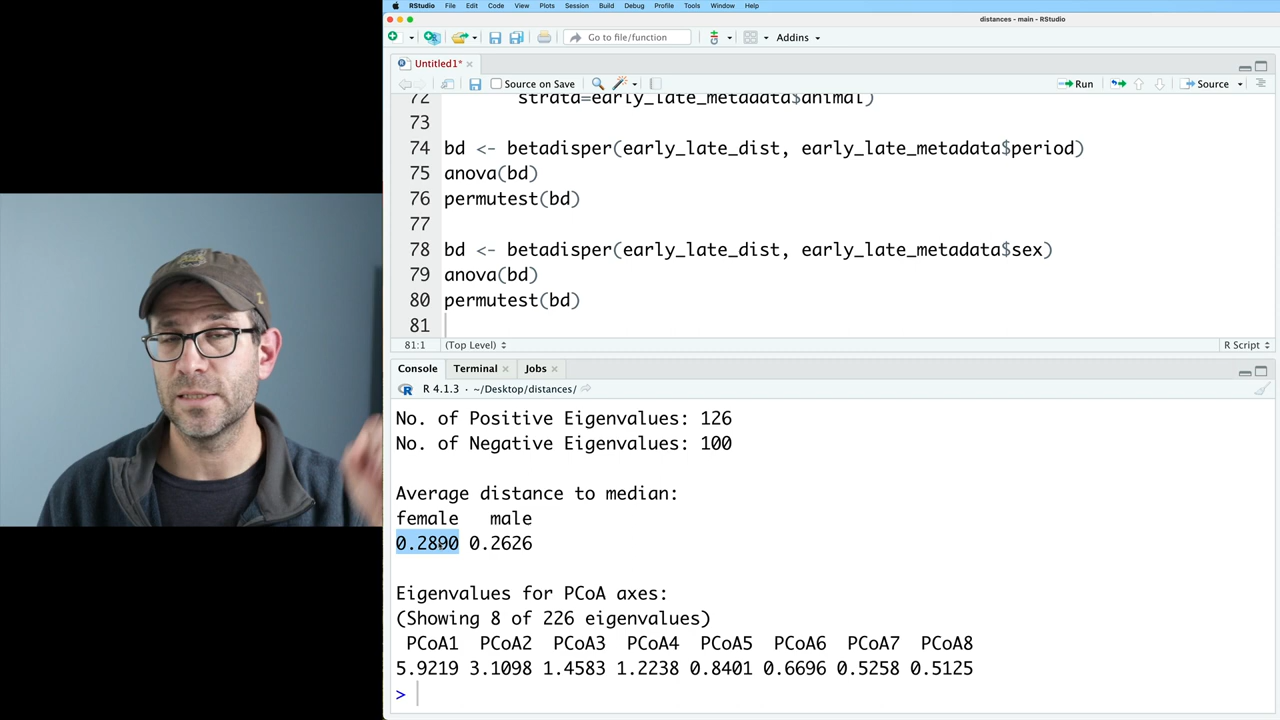 RStudio File Edit Code View Plots Session Build Debug Profile Tools Window Help
distances - main - RStudio
Go to file/function Addins
Untitled1*
Source on Save Run Source
72 strata=early_late_metadata$animal)
73
74 bd <- betadisper(early_late_dist, early_late_metadata$period)
75 anova(bd)
76 permutest(bd)
77
78 bd <- betadisper(early_late_dist, early_late_metadata$sex)
79 anova(bd)
80 permutest(bd)
81
81:1 (Top Level) R Script
Console Terminal Jobs
R 4.1.3 · ~/Desktop/distances/
No. of Positive Eigenvalues: 126
No. of Negative Eigenvalues: 100
Average distance to median:
female male
0.2890 0.2626
Eigenvalues for PCoA axes:
(Showing 8 of 226 eigenvalues)
PCoA1 PCoA2 PCoA3 PCoA4 PCoA5 PCoA6 PCoA7 PCoA8
5.9219 3.1098 1.4583 1.2238 0.8401 0.6696 0.5258 0.5125
>